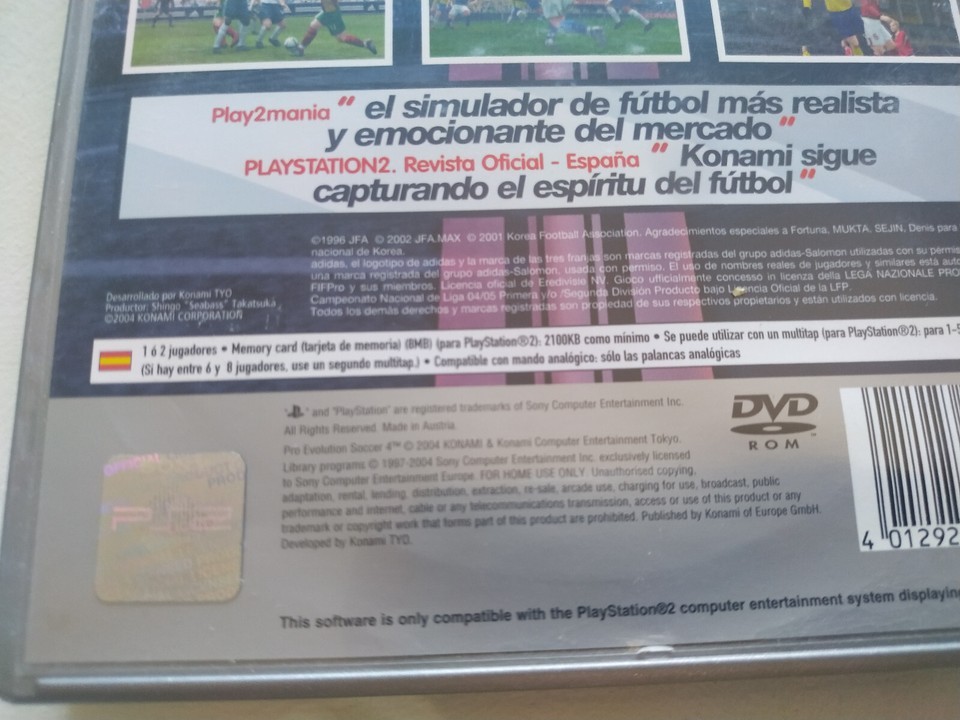 Play2mania " el simulador de fútbol más realista
y emocionante del mercado "
PLAYSTATION2. Revista Oficial - España " Konami sigue
capturando el espíritu del fútbol "
©1996 JFA © 2002 JFA.MAX © 2001 Korea Football Association. Agradecimientos especiales a Fortuna, MUKTA, SEJIN, Denis para
nacional de Korea.
adidas, el logotipo de adidas y la marca de las tres franjas son marcas registradas del grupo adidas-Salomon utilizadas con su permiso
una marca registrada del grupo adidas-Salomon, usada con permiso. El uso de nombres reales de jugadores y similares está auto
FIFPro y sus miembros. Licencia oficial de Eredivisie NV. Gioco ufficialmente concesso in licenza della LEGA NAZIONALE PRO
Campeonato Nacional de Liga 04/05 Primera y/o Segunda División Producto bajo Licencia Oficial de la LFP.
Todos los demás derechos y marcas registradas son propiedad de sus respectivos propietarios y están utilizados con licencia.
Desarrollado por Konami TYO
Productor: Shingo "Seabass" Takatsuka
©2004 KONAMI CORPORATION
1 ó 2 jugadores • Memory card (tarjeta de memoria) (8MB) (para PlayStation®2): 2100KB como mínimo • Se puede utilizar con un multitap (para PlayStation®2): para 1-5
(Si hay entre 6 y 8 jugadores, use un segundo multitap.) • Compatible con mando analógico: sólo las palancas analógicas
" " and "PlayStation" are registered trademarks of Sony Computer Entertainment Inc.
All Rights Reserved. Made in Austria.
Pro Evolution Soccer 4™ © 2004 KONAMI & Konami Computer Entertainment Tokyo.
Library programs © 1997-2004 Sony Computer Entertainment Inc. exclusively licensed
to Sony Computer Entertainment Europe. FOR HOME USE ONLY. Unauthorised copying,
adaptation, rental, lending, distribution, extraction, re-sale, arcade use, charging for use, broadcast, public
performance and internet, cable or any telecommunications transmission, access or use of this product or any
trademark or copyright work that forms part of this product are prohibited. Published by Konami of Europe GmbH.
Developed by Konami TYO.
DVD
ROM
4 01292
This software is only compatible with the PlayStation®2 computer entertainment system displaying